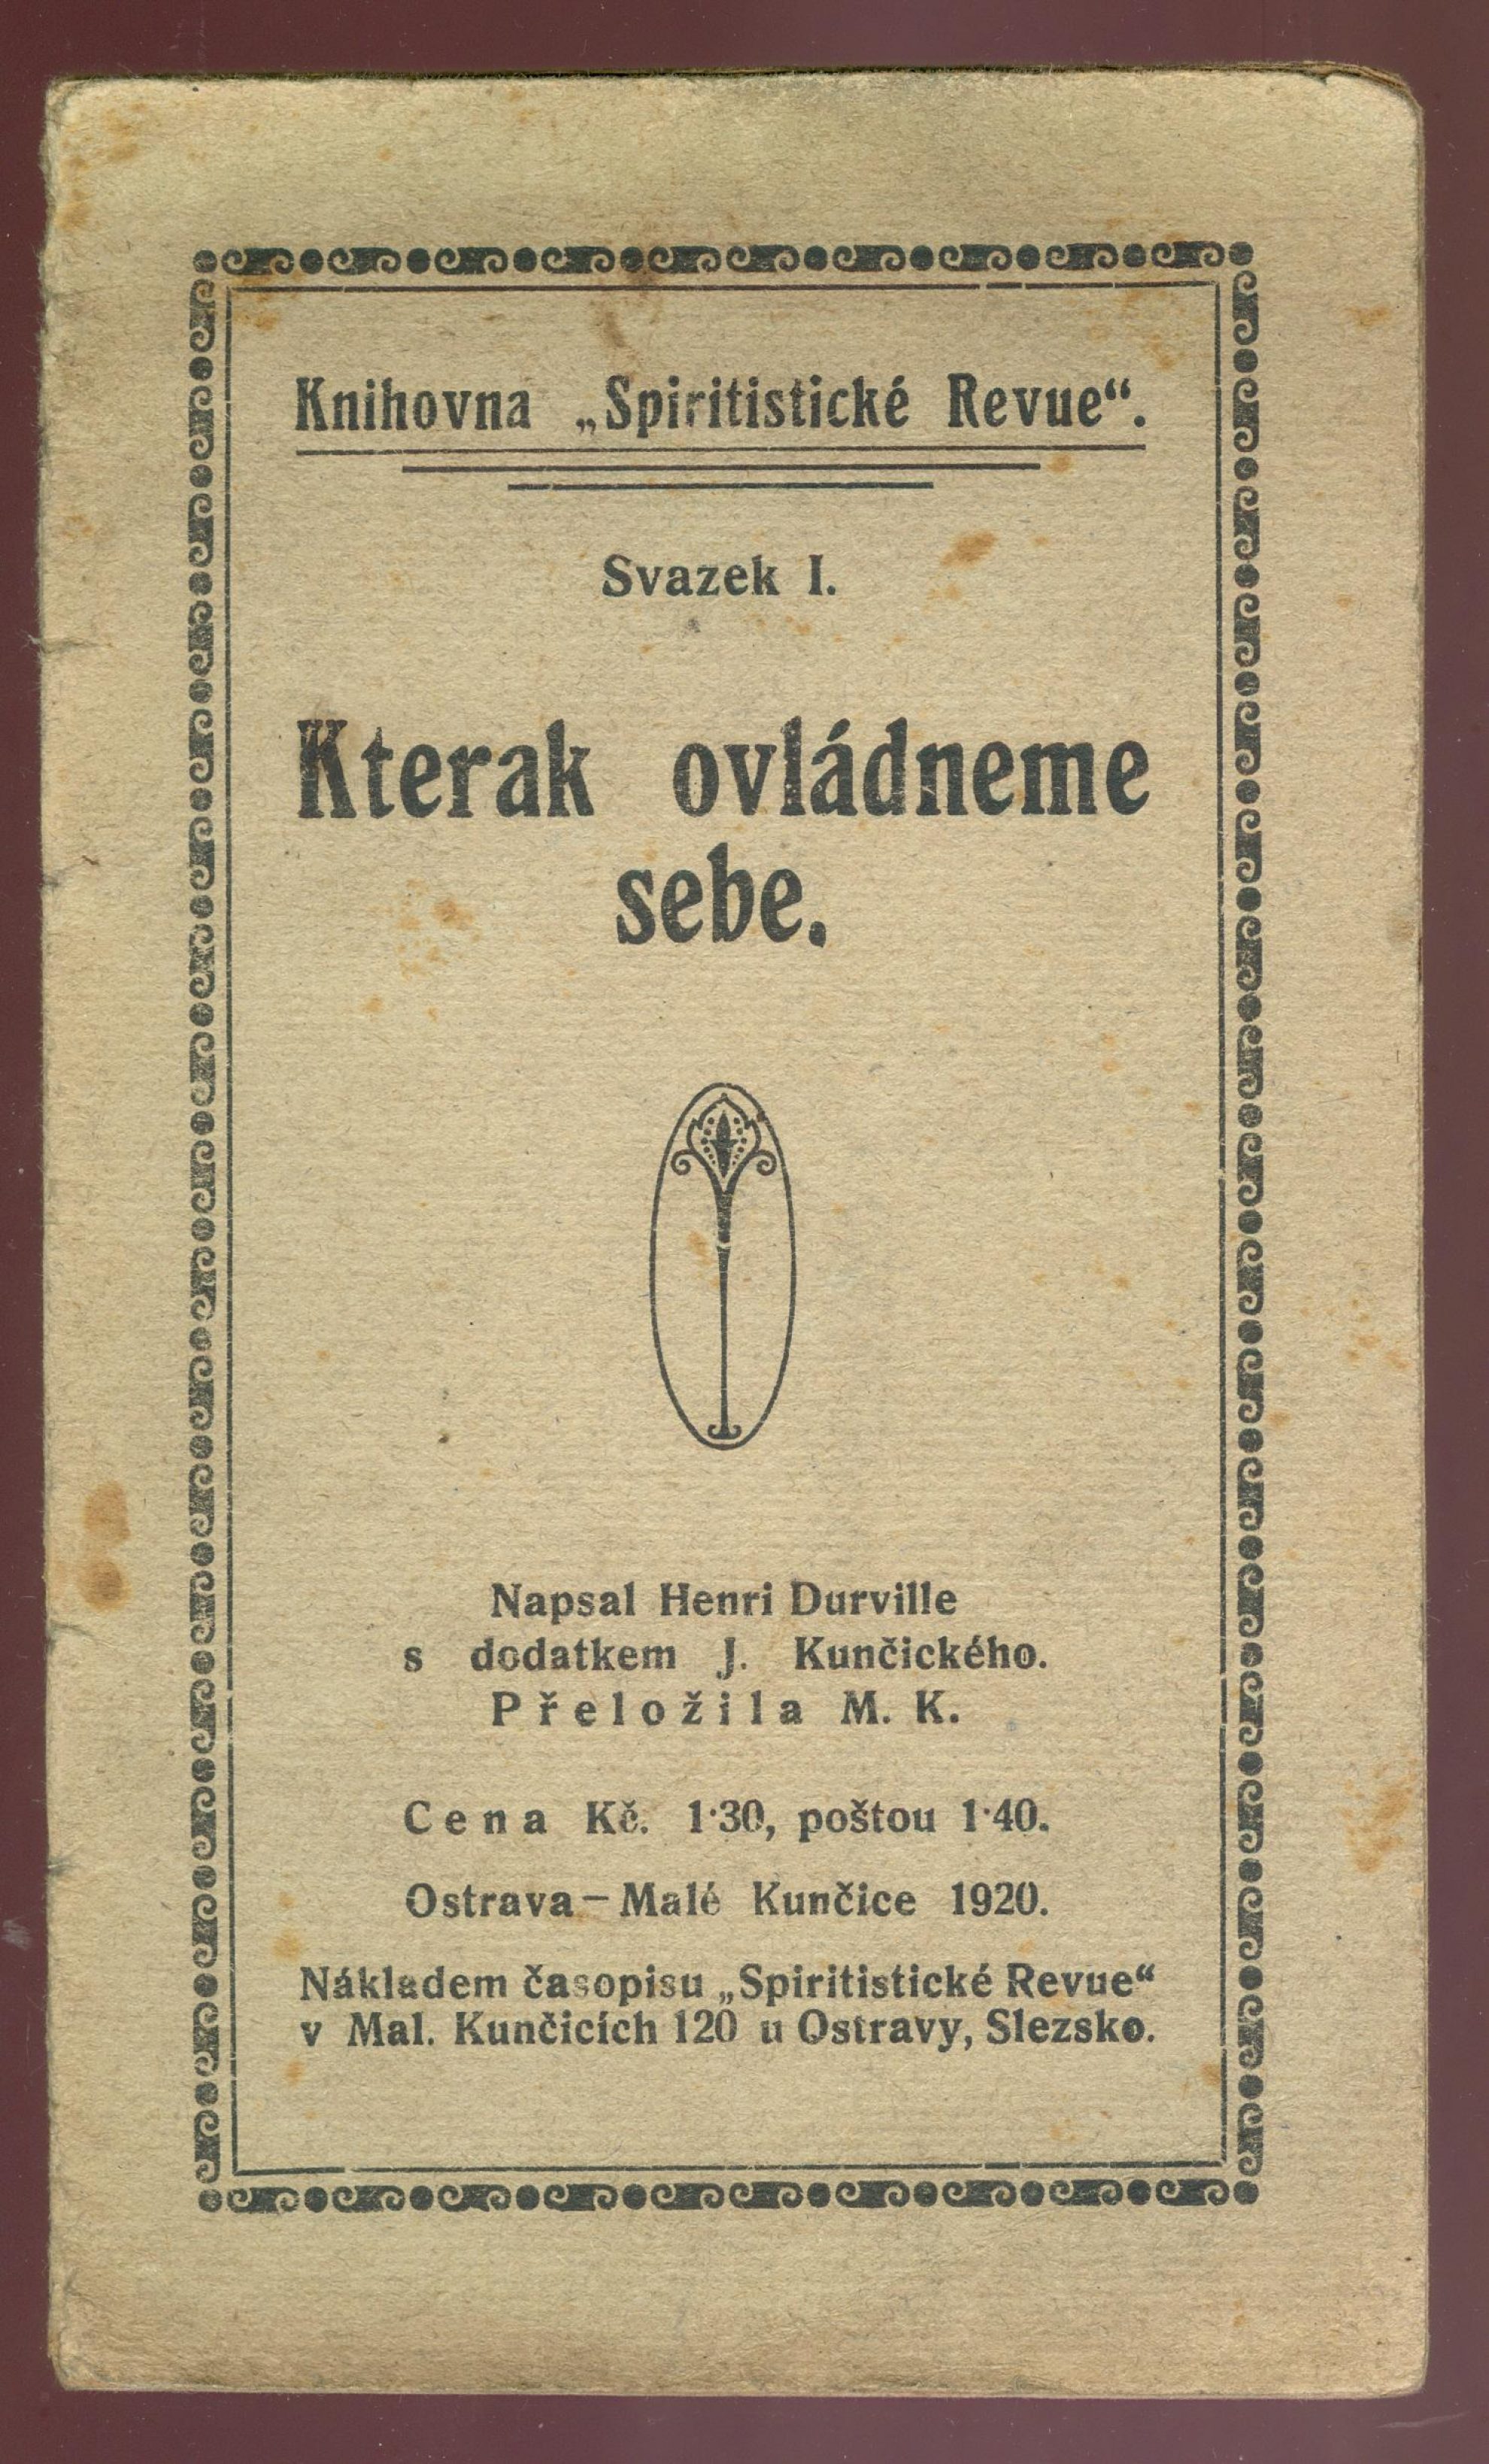 Knihovna „Spiritistické Revue“.
Svazek I.
Kterak ovládneme
sebe.
Napsal Henri Durville
s dodatkem J. Kunčického.
Přeložila M. K.
Cena Kč. 1·30, poštou 1·40.
Ostrava — Malé Kunčice 1920.
Nákladem časopisu „Spiritistické Revue“
v Mal. Kunčicích 120 u Ostravy, Slezsko.